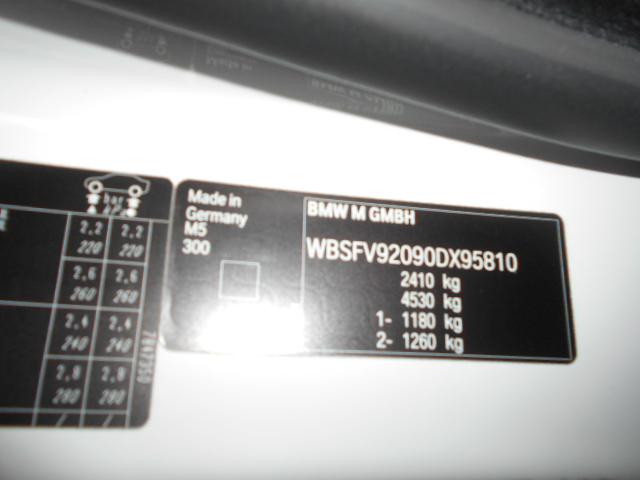 bar
kPa
2,2 2,2
220 220
2,6 2,6
260 260
2,4 2,4
240 240
2,8 2,8
280 280
Made in
Germany
M5
300
BMW M GMBH
WBSFV92090DX95810
2410 kg
4530 kg
1- 1180 kg
2- 1260 kg